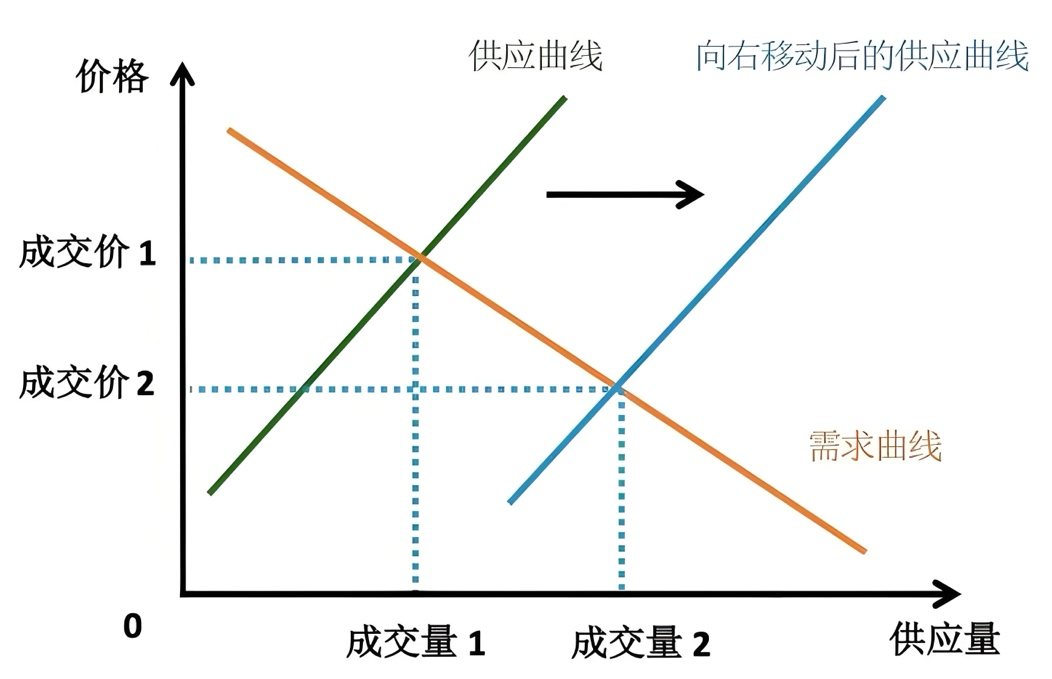 供应曲线
向右移动后的供应曲线
价格
成交价 1
成交价 2
需求曲线
0
成交量 1
成交量 2
供应量